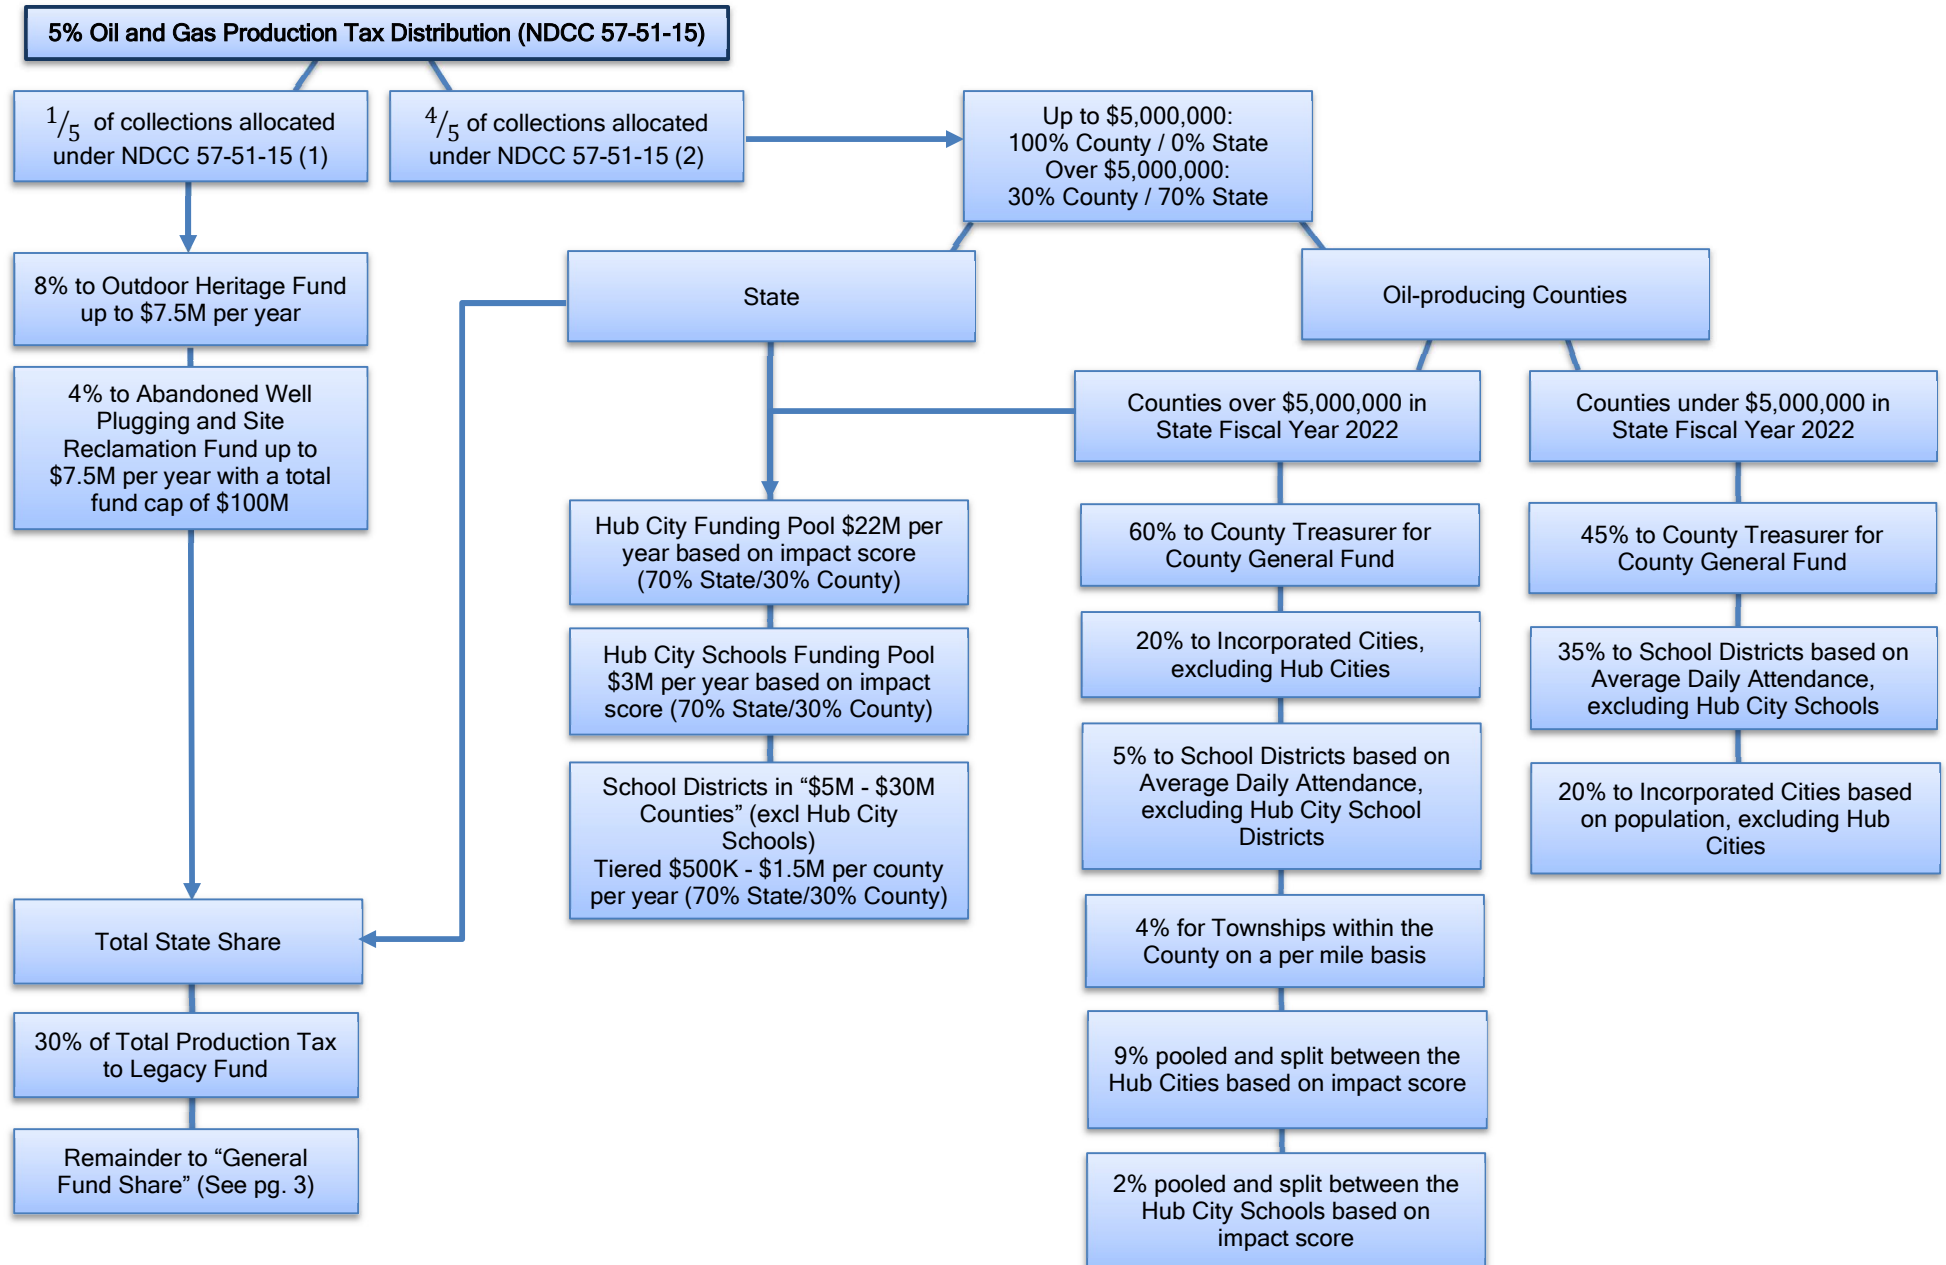 5% Oil and Gas Production Tax Distribution (NDCC 57-51-15)
1/5 of collections allocated
under NDCC 57-51-15 (1)
4/5 of collections allocated
under NDCC 57-51-15 (2)
Up to $5,000,000:
100% County / 0% State
Over $5,000,000:
30% County / 70% State
8% to Outdoor Heritage Fund
up to $7.5M per year
4% to Abandoned Well
Plugging and Site
Reclamation Fund up to
$7.5M per year with a total
fund cap of $100M
Total State Share
30% of Total Production Tax
to Legacy Fund
Remainder to “General
Fund Share” (See pg. 3)
State
Hub City Funding Pool $22M per
year based on impact score
(70% State/30% County)
Hub City Schools Funding Pool
$3M per year based on impact
score (70% State/30% County)
School Districts in “$5M - $30M
Counties” (excl Hub City
Schools)
Tiered $500K - $1.5M per county
per year (70% State/30% County)
Oil-producing Counties
Counties over $5,000,000 in
State Fiscal Year 2022
60% to County Treasurer for
County General Fund
20% to Incorporated Cities,
excluding Hub Cities
5% to School Districts based on
Average Daily Attendance,
excluding Hub City School
Districts
4% for Townships within the
County on a per mile basis
9% pooled and split between the
Hub Cities based on impact score
2% pooled and split between the
Hub City Schools based on
impact score
Counties under $5,000,000 in
State Fiscal Year 2022
45% to County Treasurer for
County General Fund
35% to School Districts based on
Average Daily Attendance,
excluding Hub City Schools
20% to Incorporated Cities based
on population, excluding Hub
Cities